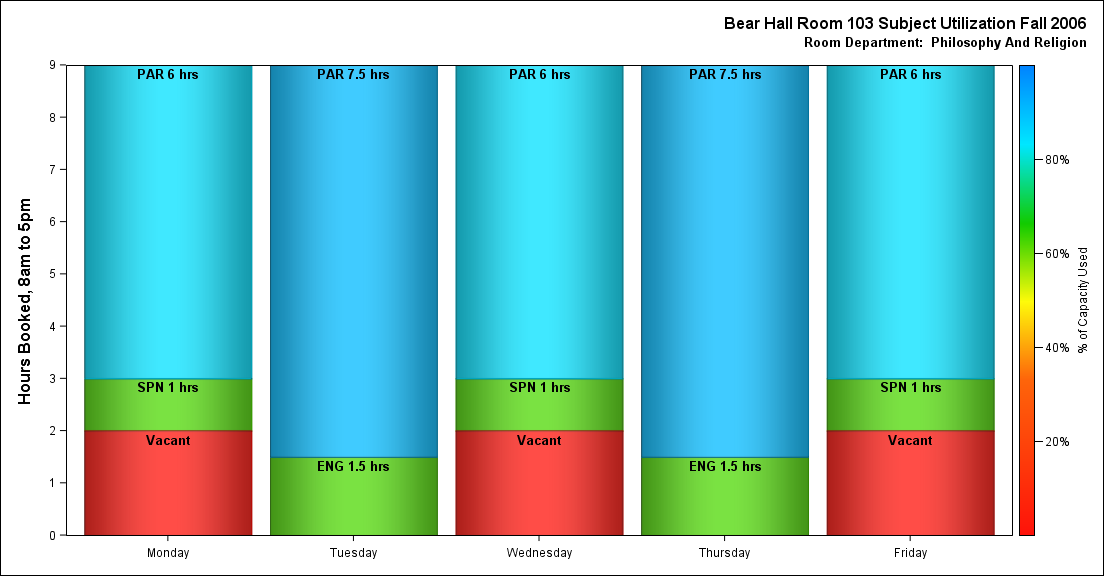 Bear Hall Room 103 Subject Utilization Fall 2006
Room Department:  Philosophy And Religion
Hours Booked, 8am to 5pm
9
8
7
6
5
4
3
2
1
0
PAR 6 hrs
SPN 1 hrs
Vacant
Monday
PAR 7.5 hrs
ENG 1.5 hrs
Tuesday
PAR 6 hrs
SPN 1 hrs
Vacant
Wednesday
PAR 7.5 hrs
ENG 1.5 hrs
Thursday
PAR 6 hrs
SPN 1 hrs
Vacant
Friday
80%
60%
40%
20%
% of Capacity Used